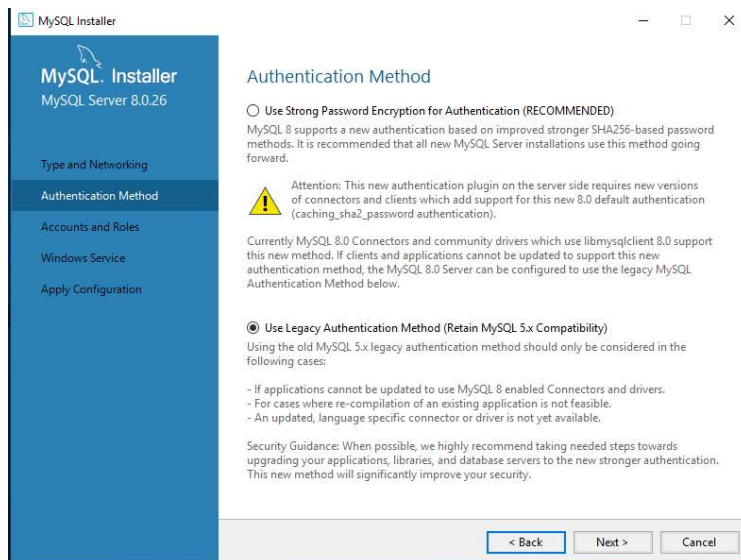 MySQL Installer
MySQL. Installer
MySQL Server 8.0.26
Type and Networking
Authentication Method
Accounts and Roles
Windows Service
Apply Configuration
Authentication Method
Use Strong Password Encryption for Authentication (RECOMMENDED)
MySQL 8 supports a new authentication based on improved stronger SHA256-based password
methods. It is recommended that all new MySQL Server installations use this method going
forward.
Attention: This new authentication plugin on the server side requires new versions
of connectors and clients which add support for this new 8.0 default authentication
(caching_sha2_password authentication).
Currently MySQL 8.0 Connectors and community drivers which use libmysqlclient 8.0 support
this new method. If clients and applications cannot be updated to support this new
authentication method, the MySQL 8.0 Server can be configured to use the legacy MySQL
Authentication Method below.
Use Legacy Authentication Method (Retain MySQL 5.x Compatibility)
Using the old MySQL 5.x legacy authentication method should only be considered in the
following cases:
- If applications cannot be updated to use MySQL 8 enabled Connectors and drivers.
- For cases where re-compilation of an existing application is not feasible.
- An updated, language specific connector or driver is not yet available.
Security Guidance: When possible, we highly recommend taking needed steps towards
upgrading your applications, libraries, and database servers to the new stronger authentication.
This new method will significantly improve your security.
< Back
Next >
Cancel